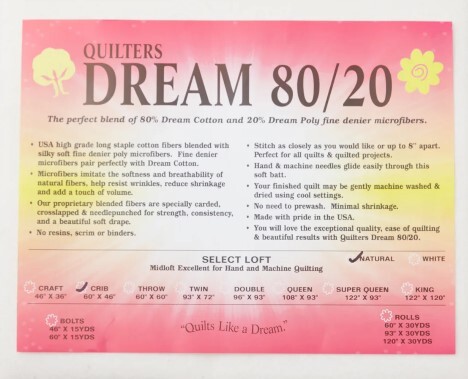 QUILTERS
DREAM 80/20
The perfect blend of 80% Dream Cotton and 20% Dream Poly fine denier microfibers.
• USA high grade long staple cotton fibers blended with
silky soft fine denier poly microfibers. Fine denier
microfibers pair perfectly with Dream Cotton.
• Microfibers imitate the softness and breathability of
natural fibers, help resist wrinkles, reduce shrinkage
and add a touch of volume.
• Our proprietary blended fibers are specially carded,
crosslapped & needlepunched for strength, consistency,
and a beautiful soft drape.
• No resins, scrim or binders.
• Stitch as closely as you would like or up to 8" apart.
Perfect for all quilts & quilted projects.
• Hand & machine needles glide easily through this
soft batt.
• Your finished quilt may be gently machine washed &
dried using cool settings.
• No need to prewash. Minimal shrinkage.
• Made with pride in the USA.
• You will love the exceptional quality, ease of quilting
& beautiful results with Quilters Dream 80/20.
SELECT LOFT
NATURAL WHITE
Midloft Excellent for Hand and Machine Quilting
CRAFT CRIB THROW TWIN DOUBLE QUEEN SUPER QUEEN KING
46" X 36" 60" X 46" 60" X 60" 93" X 72" 96" X 93" 108" X 93" 122" X 93" 122" X 120"
BOLTS
46" X 15YDS
60" X 15YDS
"Quilts Like a Dream."
ROLLS
60" X 30YDS
93" X 30YDS
120" X 30YDS